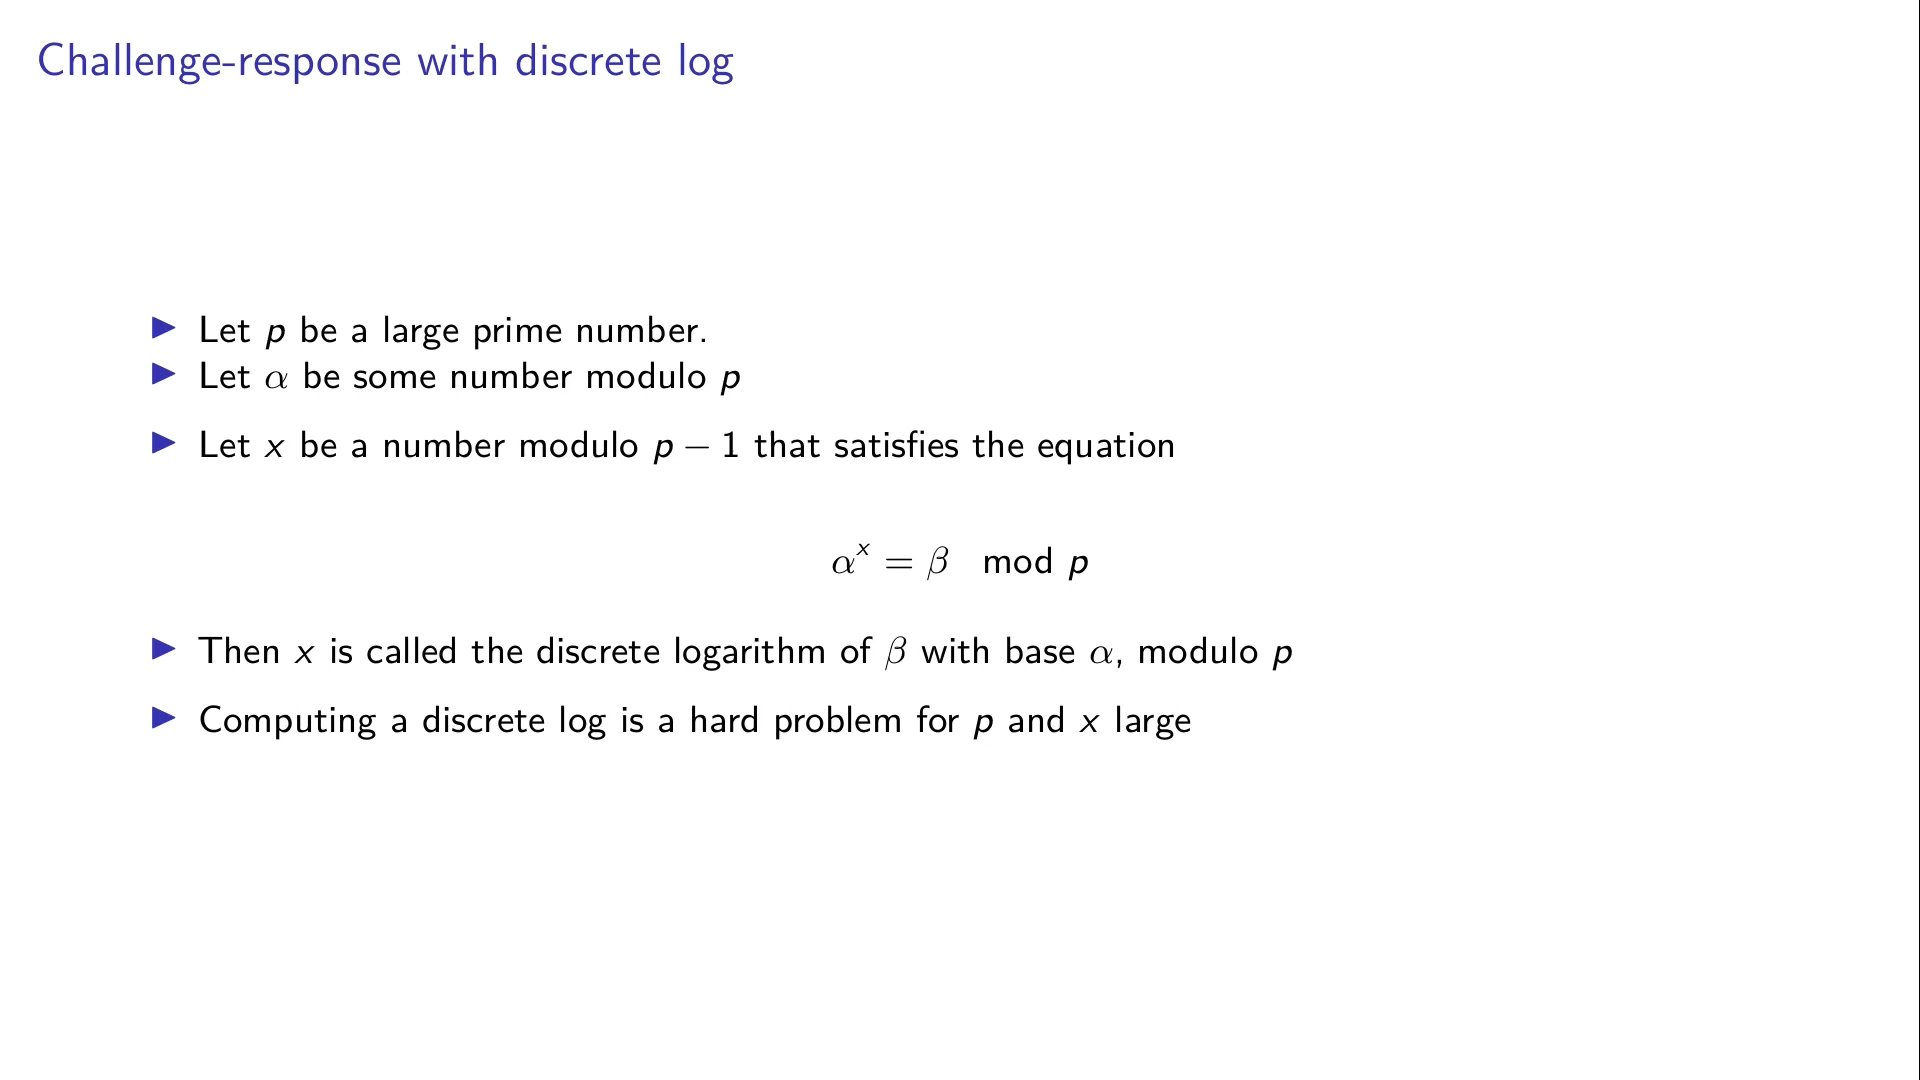 Challenge-response with discrete log
▶ Let p be a large prime number.
▶ Let α be some number modulo p
▶ Let x be a number modulo p − 1 that satisfies the equation
αˣ = β mod p
▶ Then x is called the discrete logarithm of β with base α, modulo p
▶ Computing a discrete log is a hard problem for p and x large